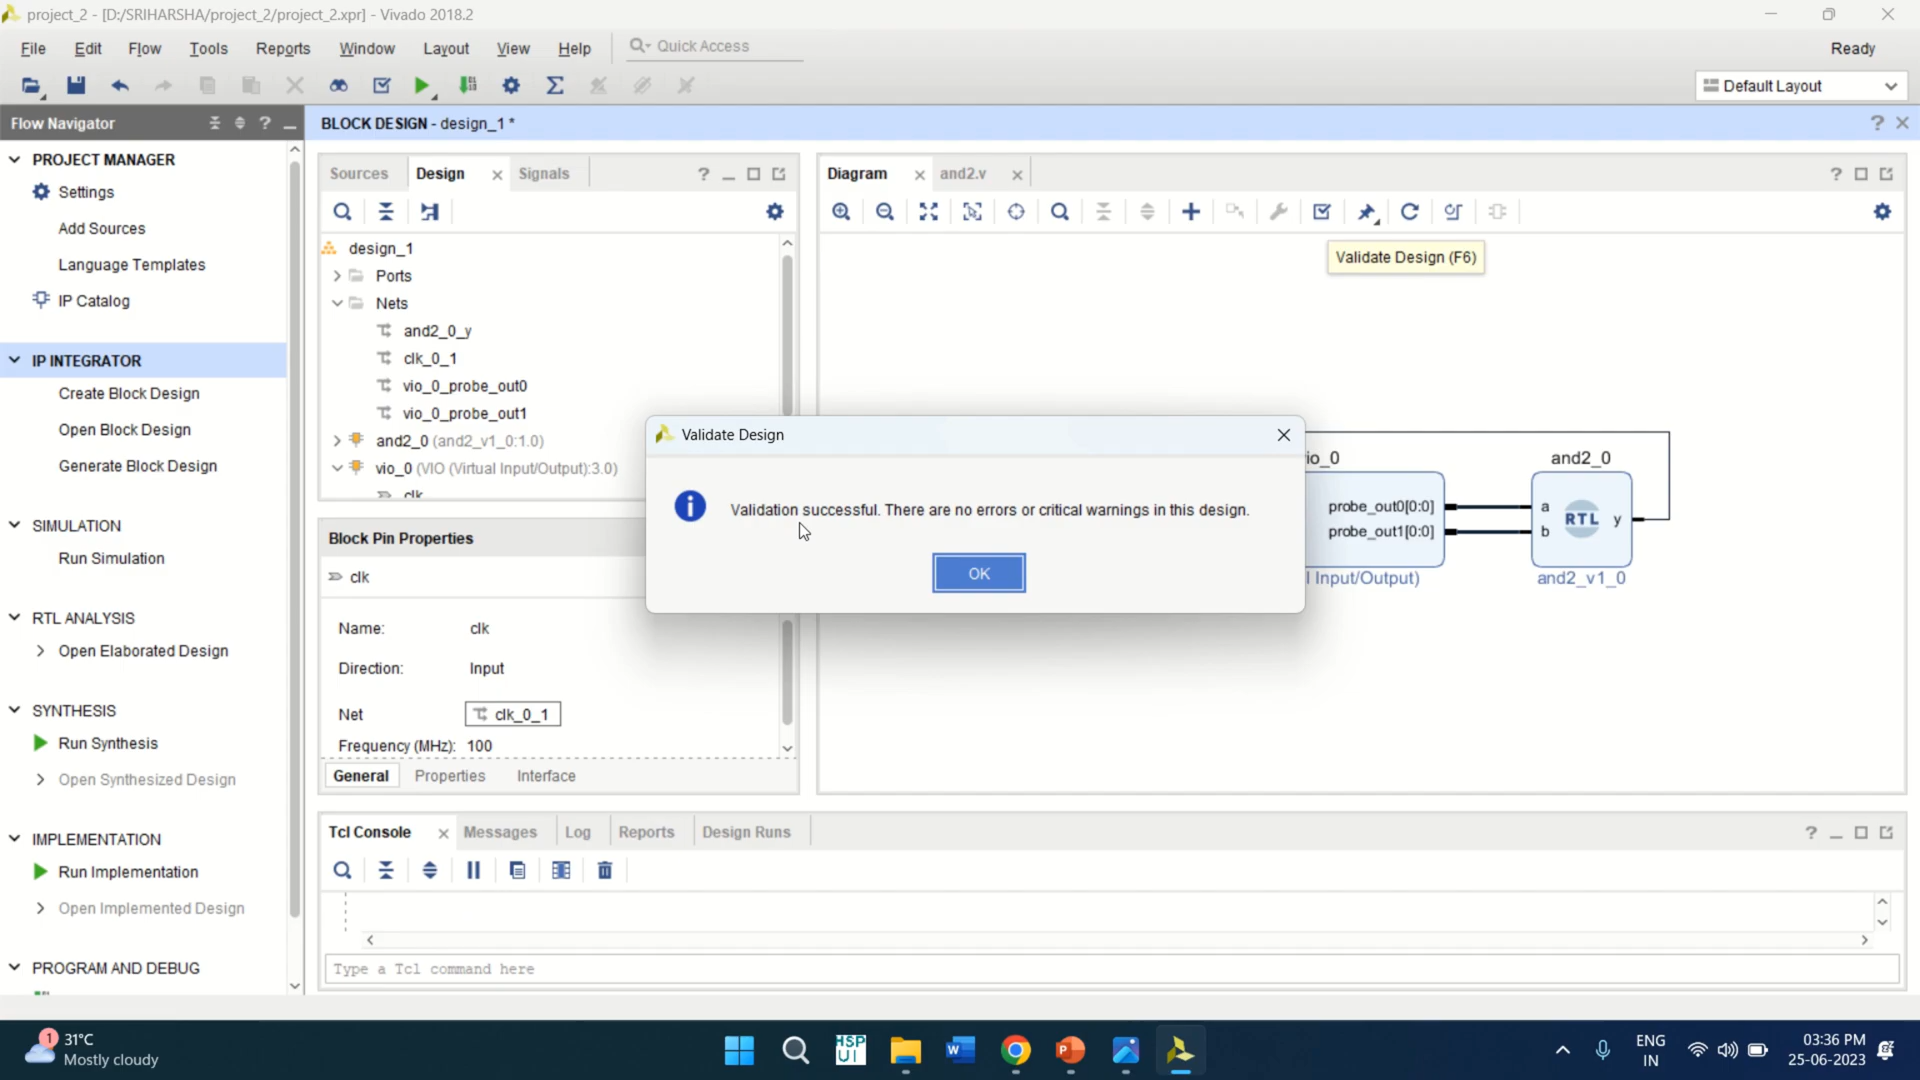 project_2 - [D:/SRIHARSHA/project_2/project_2.xpr] - Vivado 2018.2
File Edit Flow Tools Reports Window Layout View Help Quick Access
Ready
Default Layout
Flow Navigator
BLOCK DESIGN - design_1 *
PROJECT MANAGER
Settings
Add Sources
Language Templates
IP Catalog
IP INTEGRATOR
Create Block Design
Open Block Design
Generate Block Design
SIMULATION
Run Simulation
RTL ANALYSIS
Open Elaborated Design
SYNTHESIS
Run Synthesis
Open Synthesized Design
IMPLEMENTATION
Run Implementation
Open Implemented Design
PROGRAM AND DEBUG
Sources Design Signals
design_1
Ports
Nets
and2_0_y
clk_0_1
vio_0_probe_out0
vio_0_probe_out1
and2_0 (and2_v1_0:1.0)
vio_0 (VIO (Virtual Input/Output):3.0)
clk
Block Pin Properties
clk
Name: clk
Direction: Input
Net clk_0_1
Frequency (MHz): 100
General Properties Interface
Diagram and2.v
Validate Design (F6)
Validate Design
Validation successful. There are no errors or critical warnings in this design.
OK
io_0
probe_out0[0:0]
probe_out1[0:0]
l Input/Output)
and2_0
a
b
RTL
y
and2_v1_0
Tcl Console Messages Log Reports Design Runs
Type a Tcl command here
1
31°C
Mostly cloudy
HSP
UI
ENG
IN
03:36 PM
25-06-2023